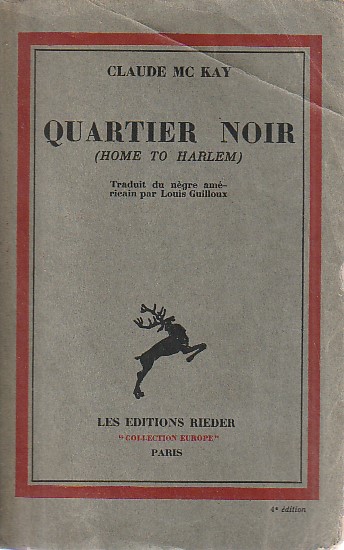 CLAUDE MC KAY
QUARTIER NOIR
(HOME TO HARLEM)
Traduit du nègre amé-
ricain par Louis Guilloux
LES EDITIONS RIEDER
"COLLECTION EUROPE"
PARIS
4e édition